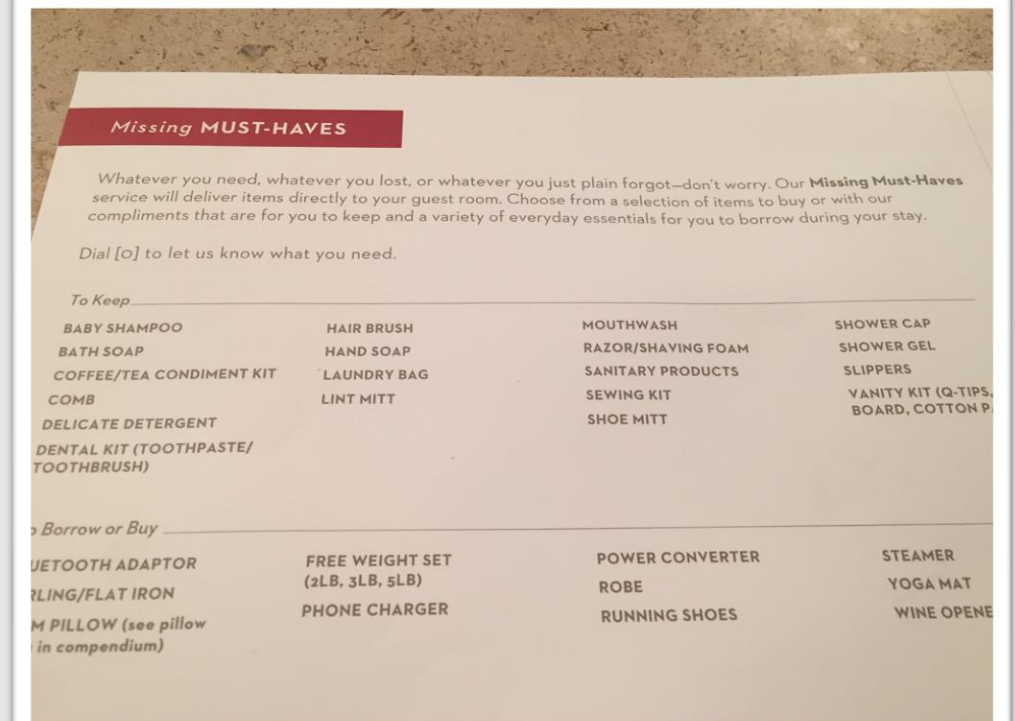 Missing MUST-HAVES
Whatever you need, whatever you lost, or whatever you just plain forgot—don't worry. Our Missing Must-Haves
service will deliver items directly to your guest room. Choose from a selection of items to buy or with our
compliments that are for you to keep and a variety of everyday essentials for you to borrow during your stay.
Dial [0] to let us know what you need.
To Keep
BABY SHAMPOO
BATH SOAP
COFFEE/TEA CONDIMENT KIT
COMB
DELICATE DETERGENT
DENTAL KIT (TOOTHPASTE/
TOOTHBRUSH)
HAIR BRUSH
HAND SOAP
LAUNDRY BAG
LINT MITT
MOUTHWASH
RAZOR/SHAVING FOAM
SANITARY PRODUCTS
SEWING KIT
SHOE MITT
SHOWER CAP
SHOWER GEL
SLIPPERS
VANITY KIT (Q-TIPS,
BOARD, COTTON
Borrow or Buy
ADAPTOR
/FLAT IRON
PILLOW (see pillow
in compendium)
FREE WEIGHT SET
(2LB, 3LB, 5LB)
PHONE CHARGER
POWER CONVERTER
ROBE
RUNNING SHOES
STEAMER
YOGA MAT
WINE